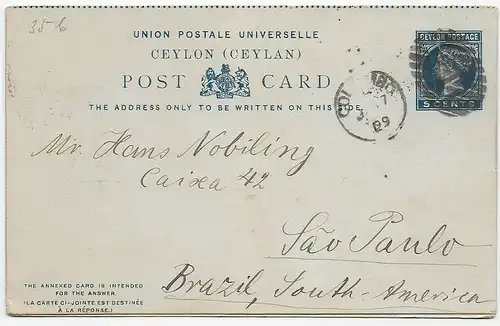 35-b
UNION POSTALE UNIVERSELLE
CEYLON (CEYLAN)
POST CARD
THE ADDRESS ONLY TO BE WRITTEN ON THIS SIDE.
CEYLON POSTAGE
5 CENTS
89
Mr. Hans Nobiling
Caixa 42
São Paulo
Brazil, South-America
THE ANNEXED CARD IS INTENDED
FOR THE ANSWER.
(LA CARTE CI-JOINTE EST DESTINÉE
À LA RÉPONSE.)